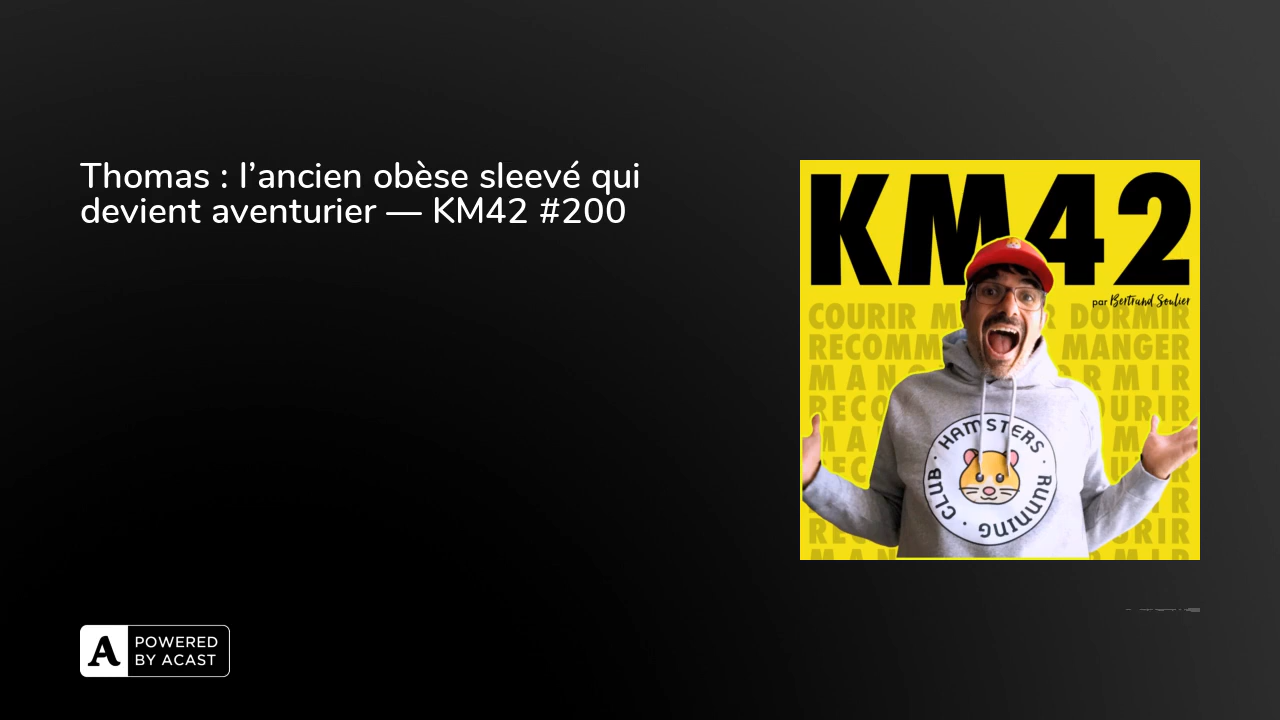 Thomas : l’ancien obèse sleevé qui
devient aventurier — KM42 #200
KM42
par Bertrand Soulier
COURIR DORMIR
MANGER
HAMSTERS RUNNING CLUB
POWERED
BY ACAST